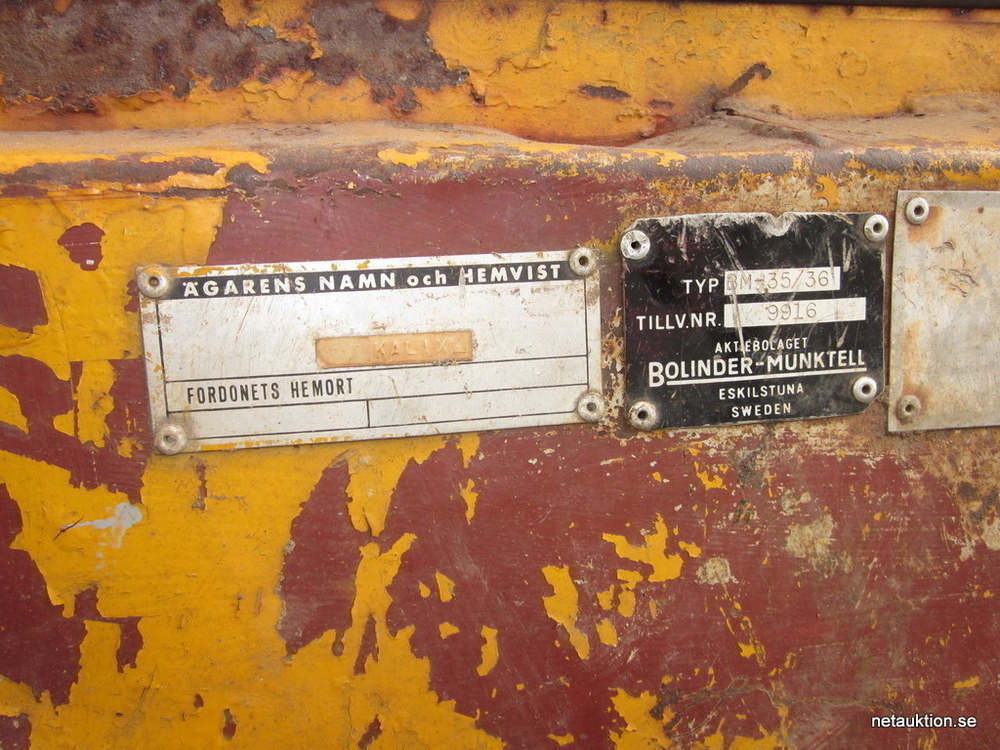 ÄGARENS NAMN och HEMVIST
KALIX
FORDONETS HEMORT
TYP BM-35/36
TILLV.NR. 9916
AKTIEBOLAGET
BOLINDER-MUNKTELL
ESKILSTUNA
SWEDEN
netauktion.se